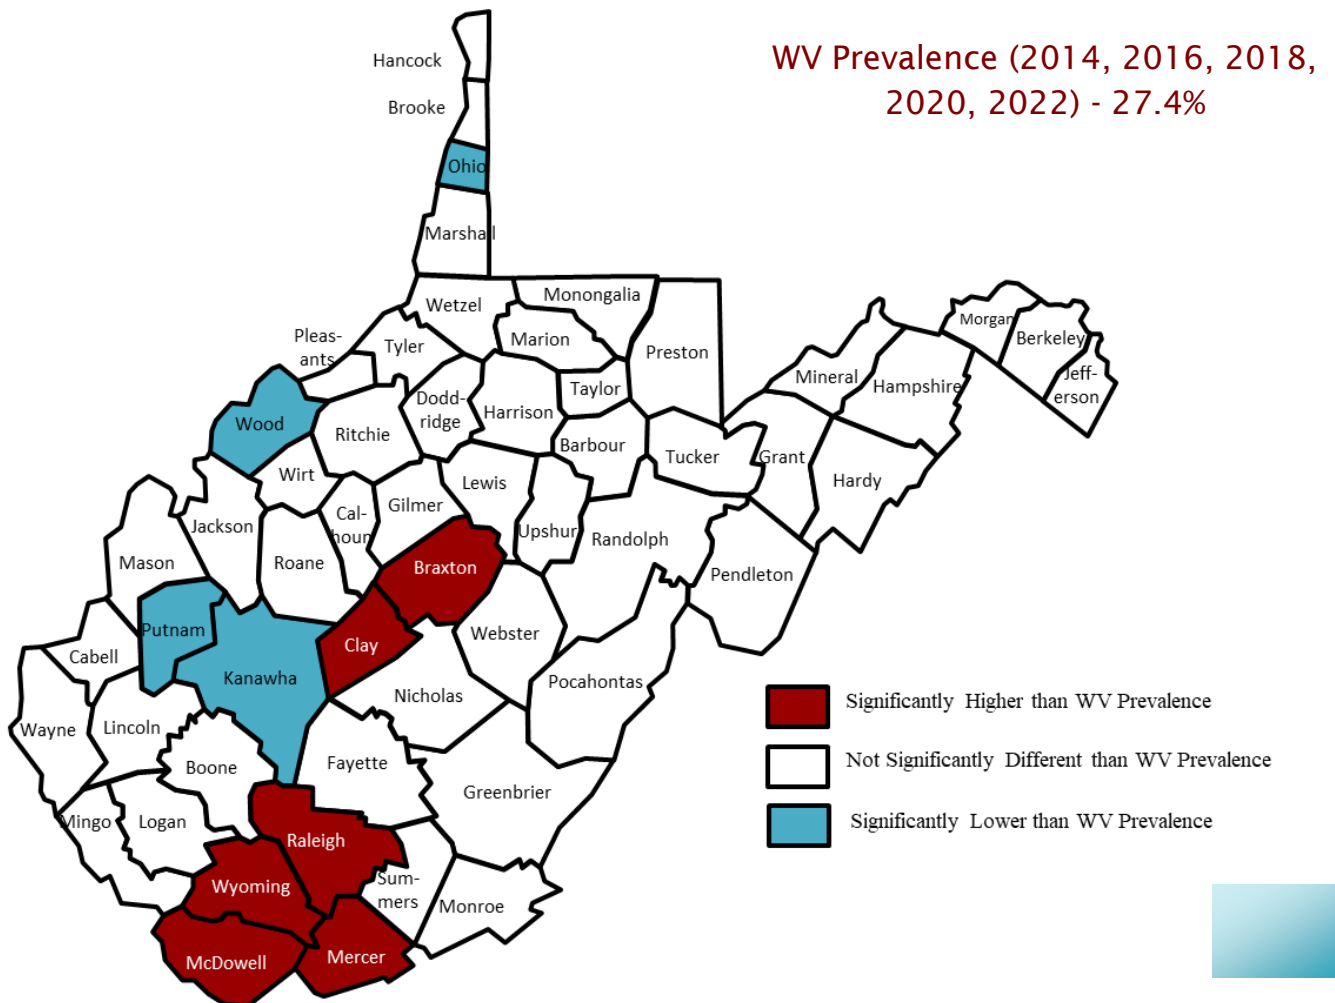 WV Prevalence (2014, 2016, 2018,
2020, 2022) - 27.4%
Hancock
Brooke
Ohio
Marshall
Wetzel
Monongalia
Marion
Preston
Pleas-
ants
Tyler
Morgan
Berkeley
Jeff-
erson
Mineral
Hampshire
Taylor
Dodd-
ridge
Harrison
Wood
Ritchie
Barbour
Tucker
Grant
Hardy
Wirt
Lewis
Gilmer
Cal-
houn
Jackson
Upshur
Randolph
Roane
Mason
Braxton
Pendleton
Putnam
Clay
Webster
Cabell
Kanawha
Nicholas
Pocahontas
Wayne
Lincoln
Boone
Fayette
Greenbrier
Mingo
Logan
Raleigh
Wyoming
Sum-
mers
Monroe
McDowell
Mercer
Significantly Higher than WV Prevalence
Not Significantly Different than WV Prevalence
Significantly Lower than WV Prevalence